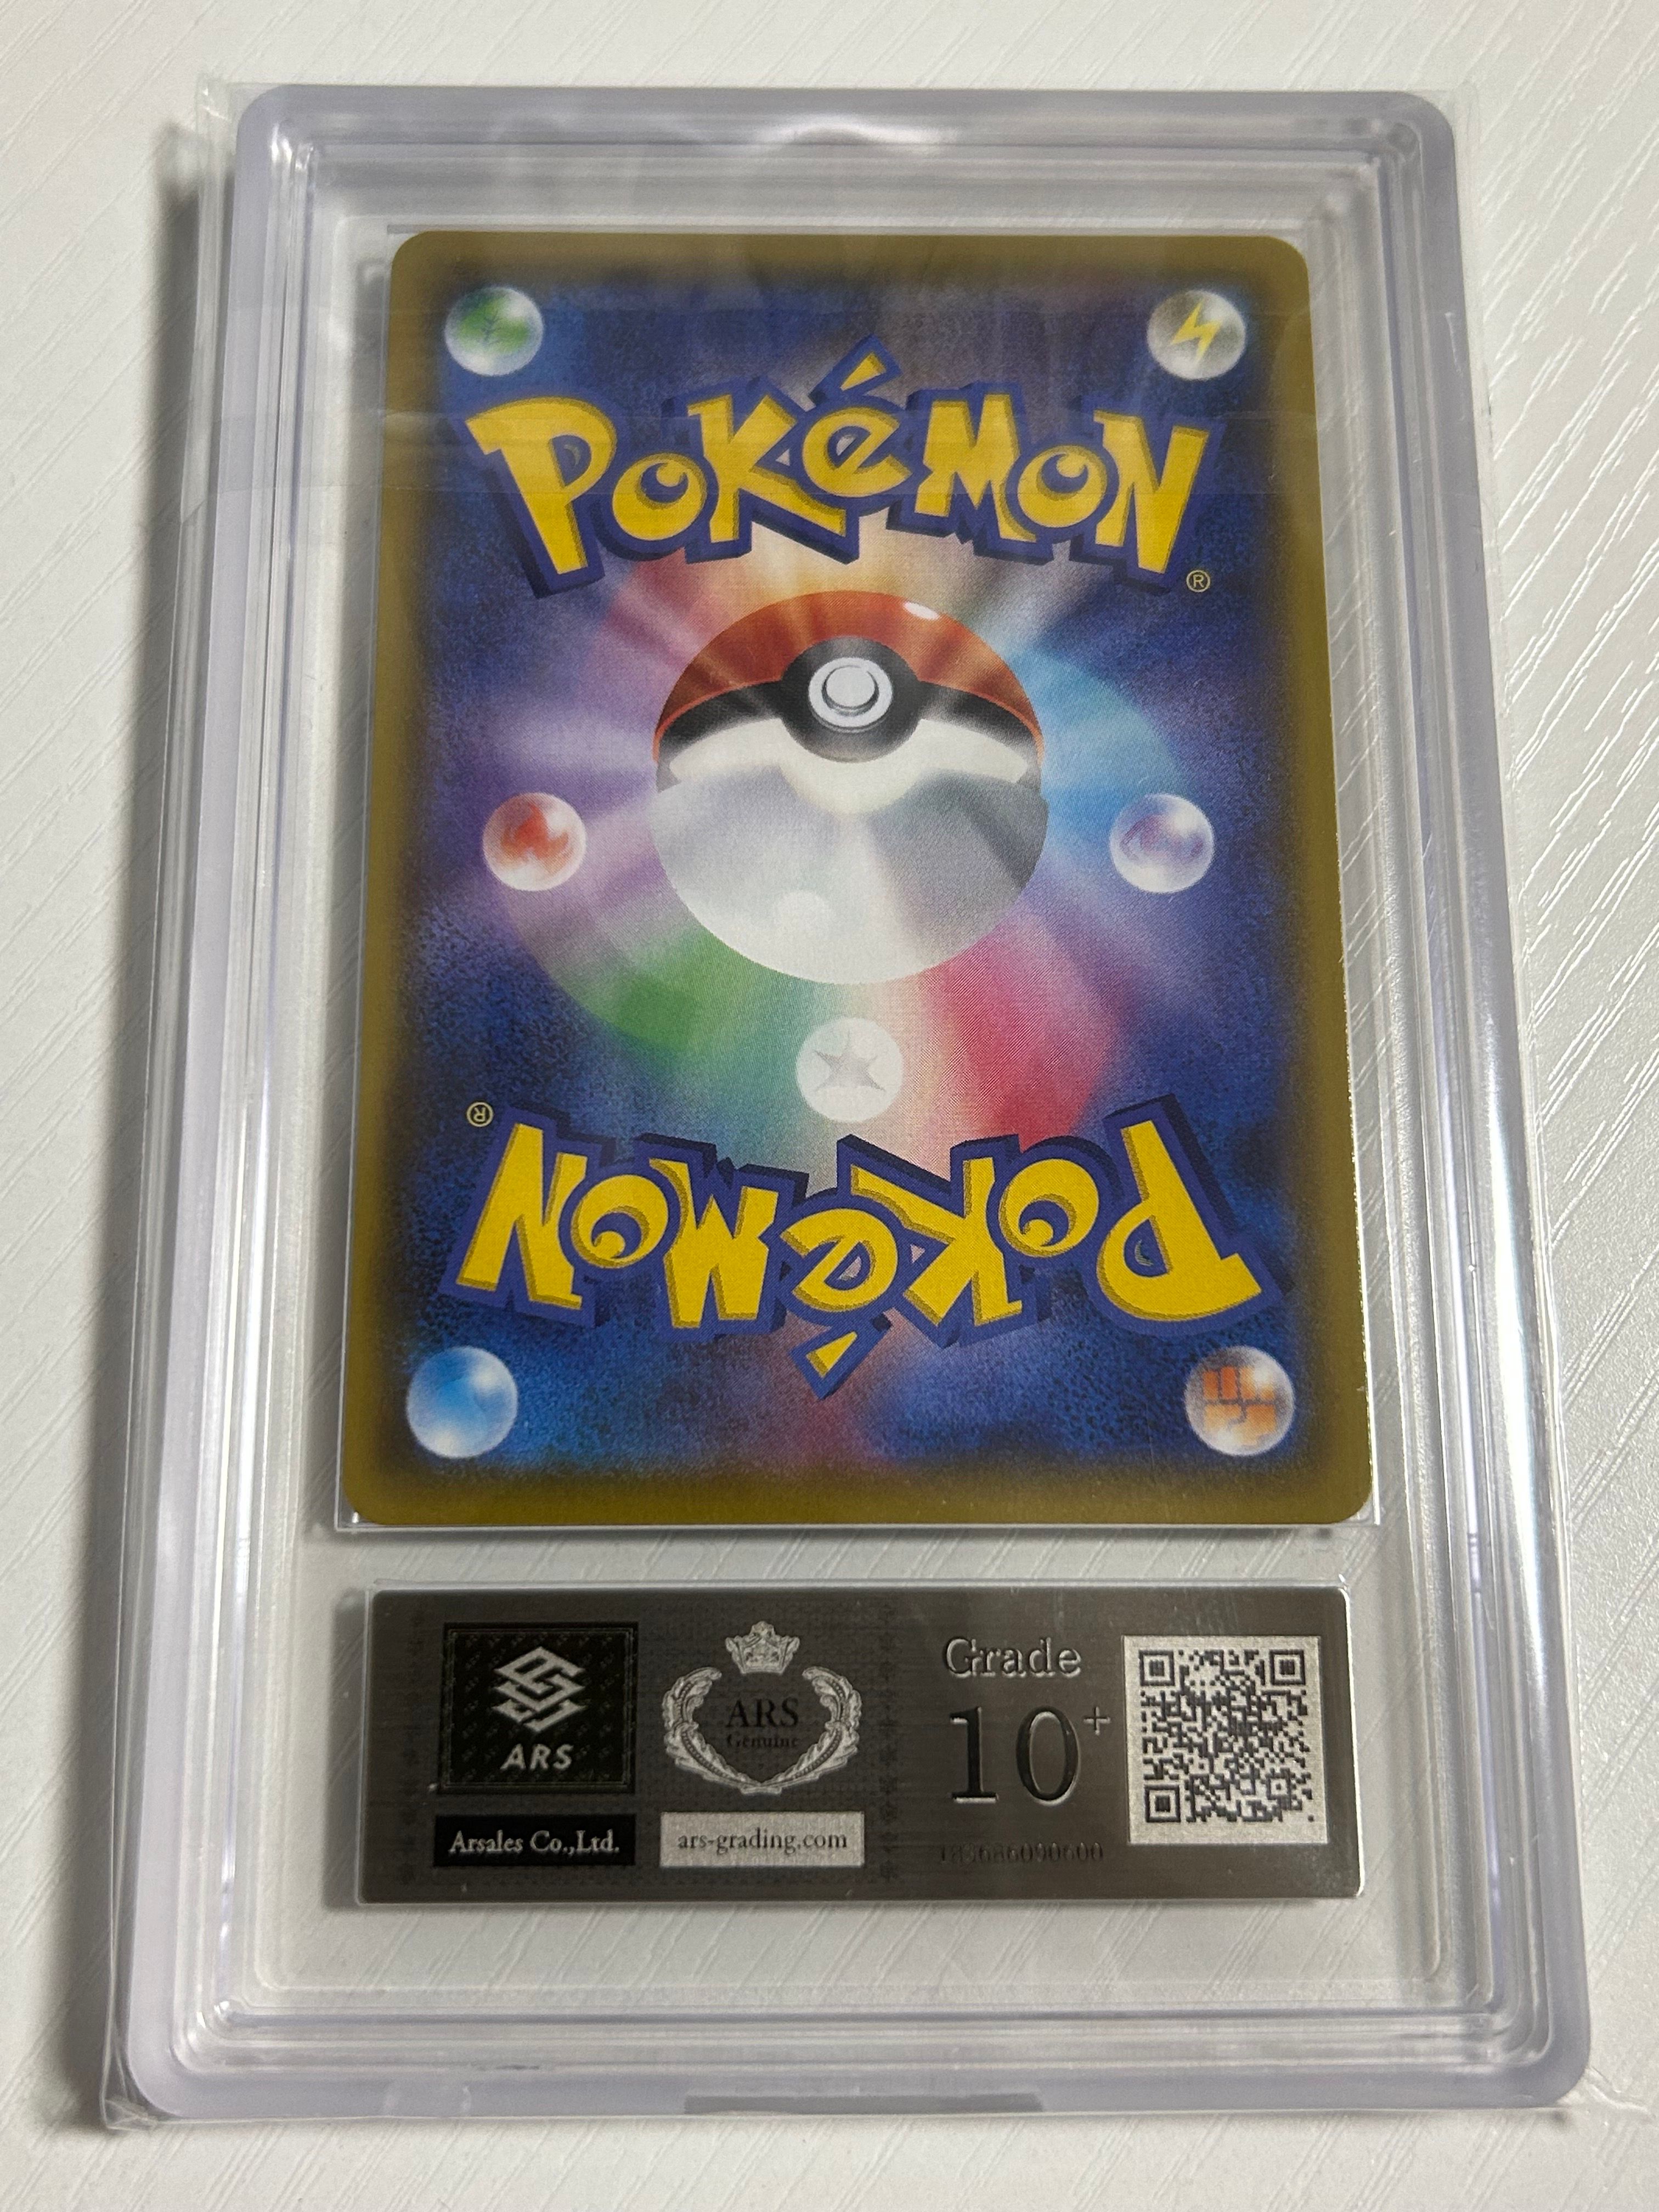 POKÉMON
®
®
POKÉMON
ARS
Arsales Co.,Ltd.
ARS
Genuine
ars-grading.com
Grade
10+